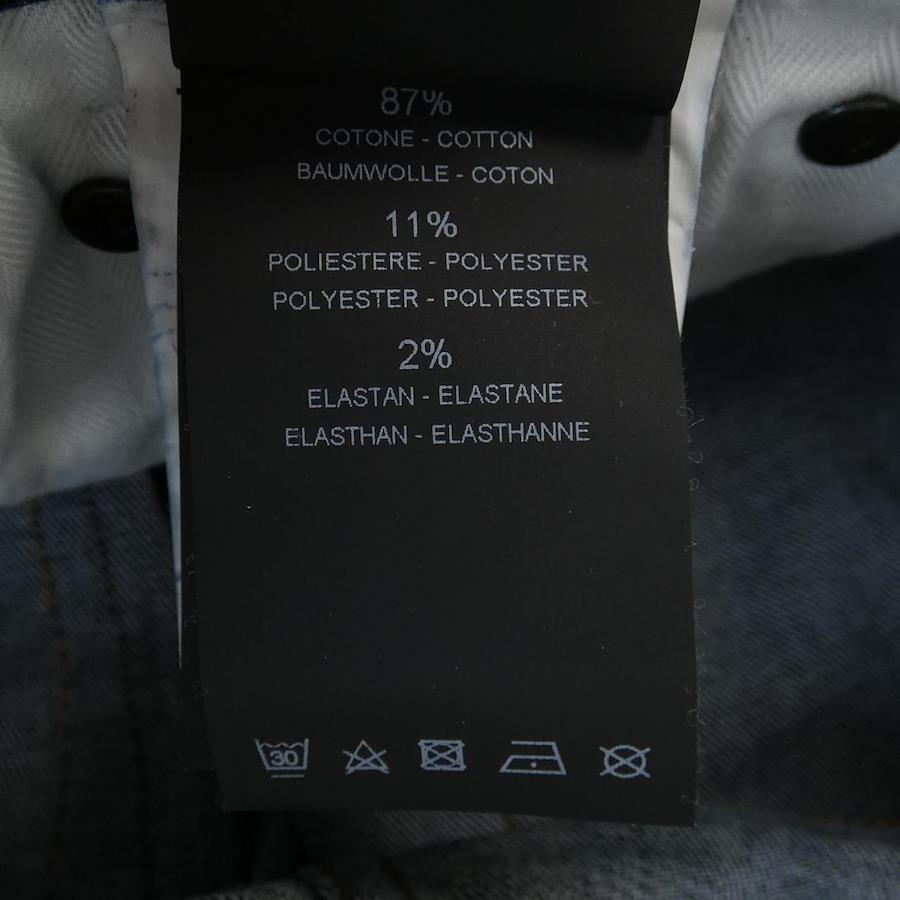 87%
COTONE - COTTON
BAUMWOLLE - COTON
11%
POLIESTERE - POLYESTER
POLYESTER - POLYESTER
2%
ELASTAN - ELASTANE
ELASTHAN - ELASTHANNE
30